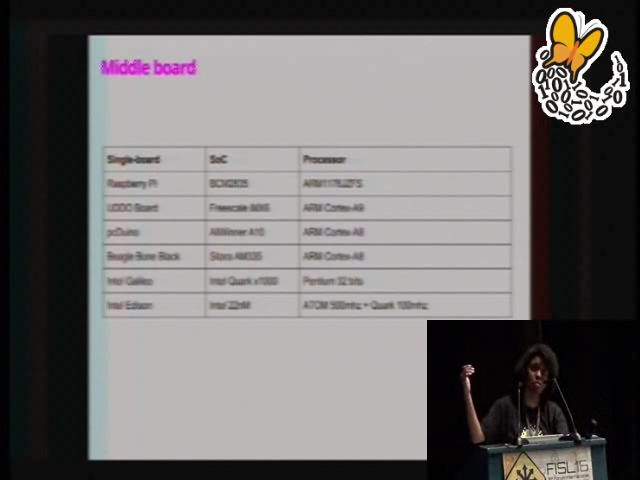 Middle board
Single-board SoC Processor
Raspberry PI BCM2835 ARM1176JZFS
UDOO Board Freescale iMX6 ARM Cortex-A9
pcDuino AllWinner A10 ARM Cortex-A8
Beagle Bone Black Sitara AM335 ARM Cortex-A8
Intel Galileo Intel Quark x1000 Pentium 32 bits
Intel Edison Intel 22nM ATOM 500mhz + Quark 100mhz
FISL16